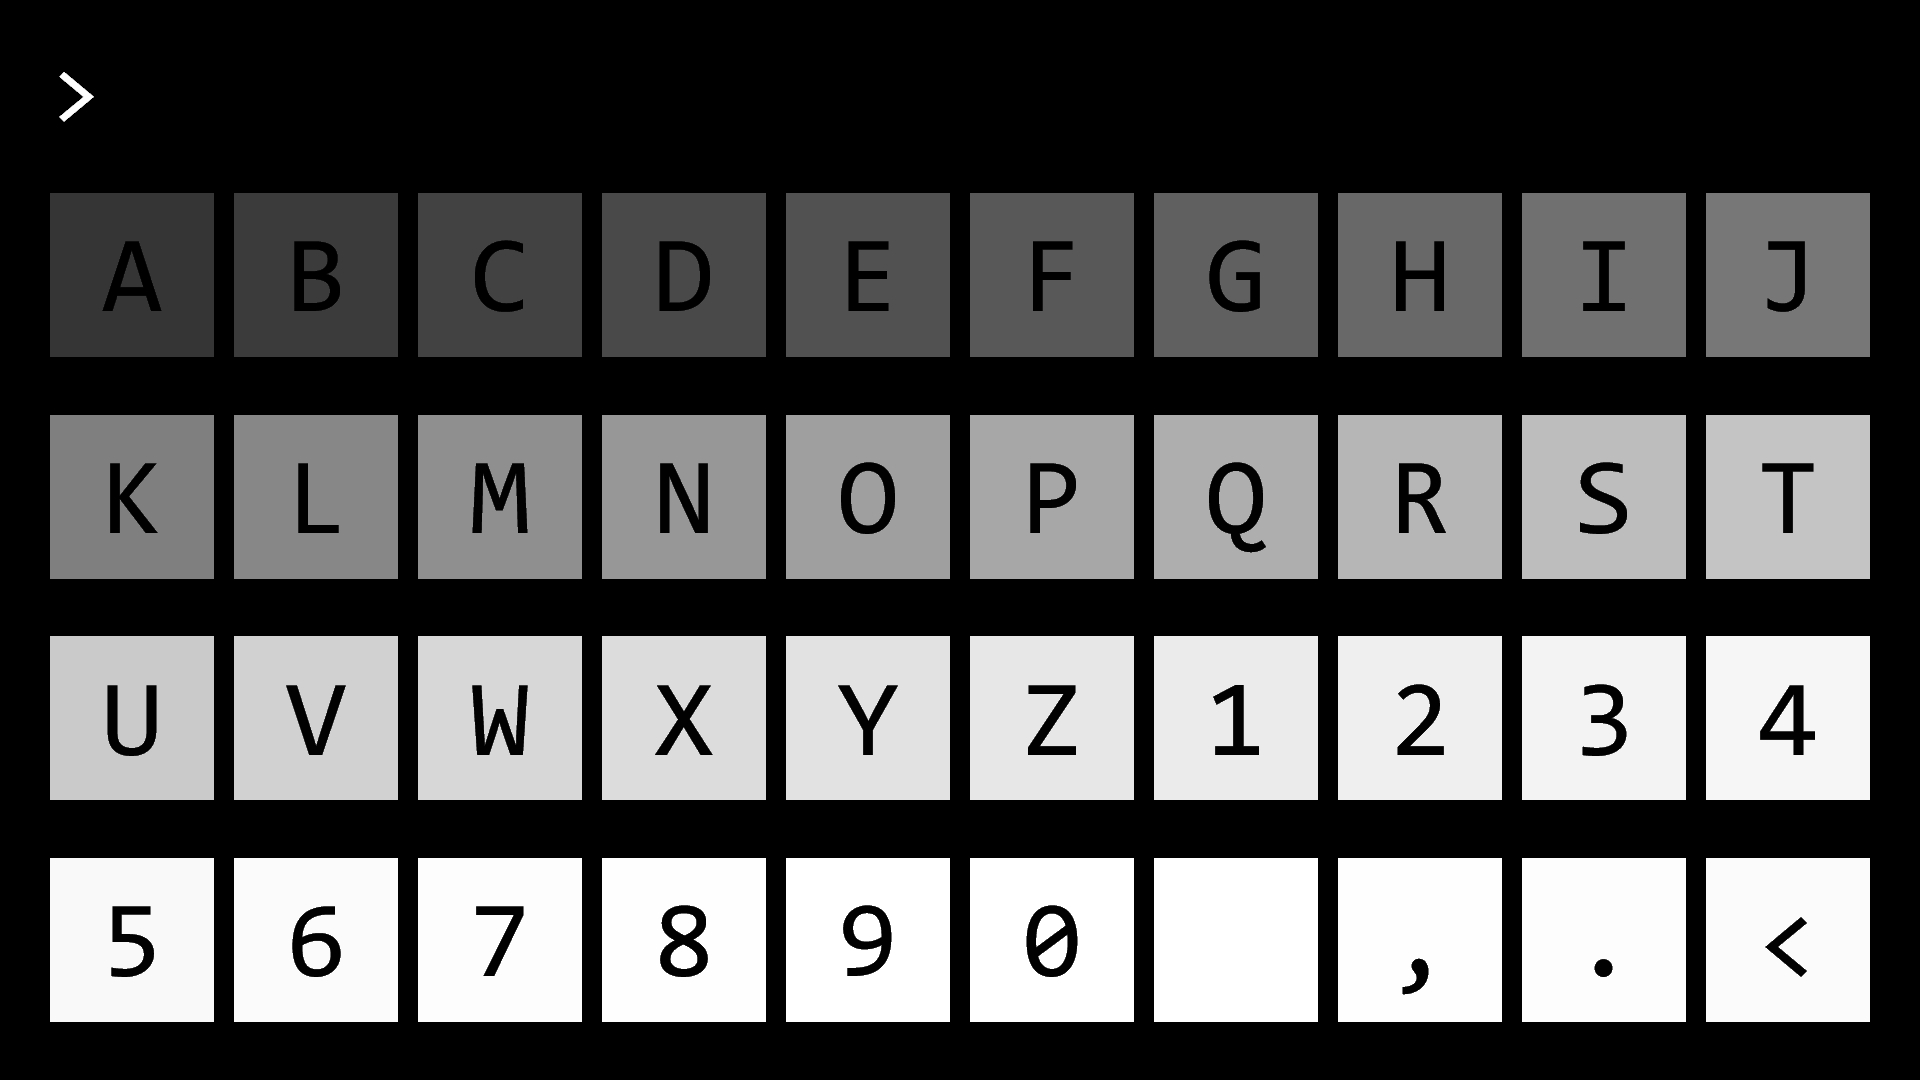 >
A B C D E F G H I J
K L M N O P Q R S T
U V W X Y Z 1 2 3 4
5 6 7 8 9 0 , . <